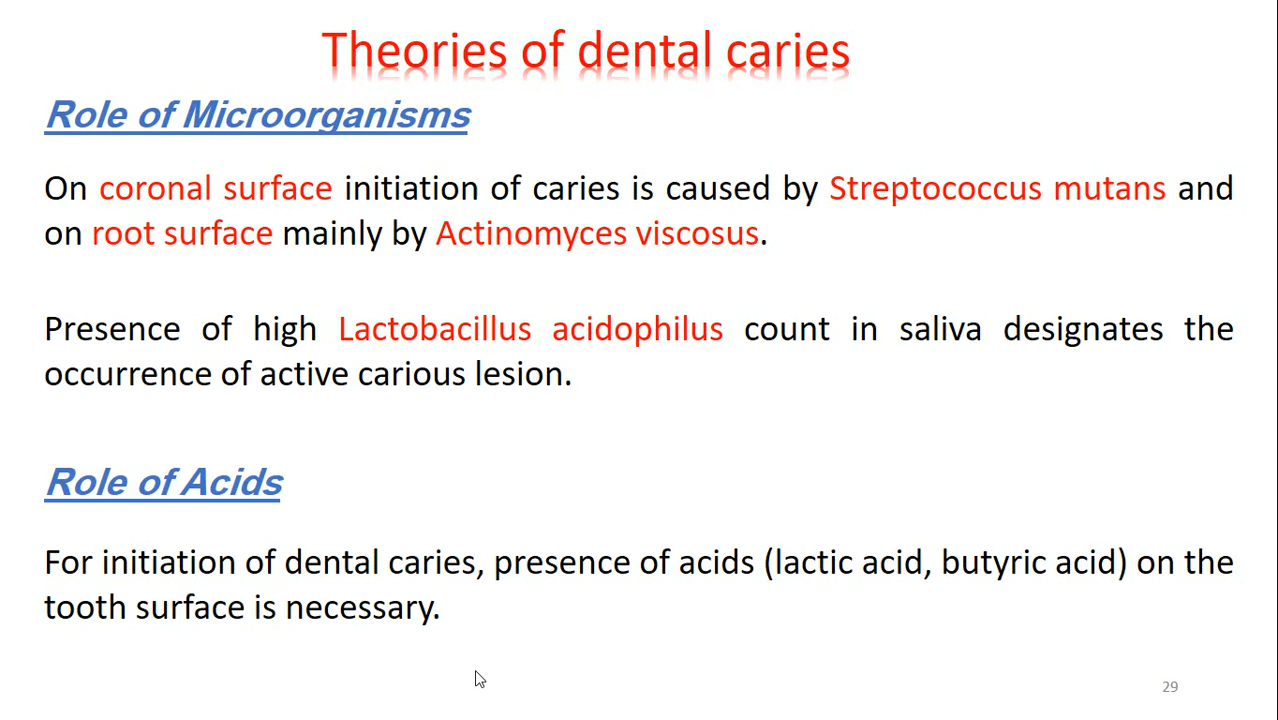 Theories of dental caries
Role of Microorganisms
On coronal surface initiation of caries is caused by Streptococcus mutans and
on root surface mainly by Actinomyces viscosus.
Presence of high Lactobacillus acidophilus count in saliva designates the
occurrence of active carious lesion.
Role of Acids
For initiation of dental caries, presence of acids (lactic acid, butyric acid) on the
tooth surface is necessary.
29